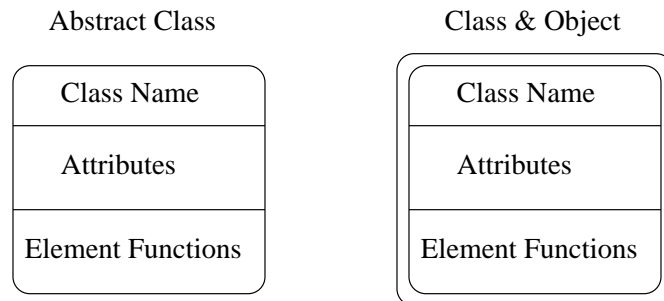 Abstract Class
Class & Object
Class Name
Class Name
Attributes
Attributes
Element Functions
Element Functions